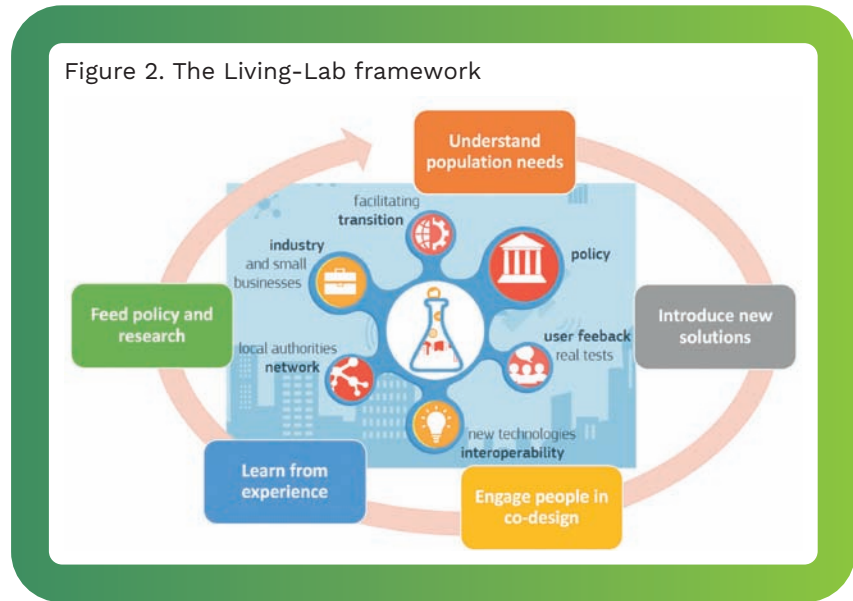 Figure 2. The Living-Lab framework
Understand
population needs
facilitating
transition
industry
and small
businesses
policy
Feed policy and
research
Introduce new
solutions
local authorities
network
user feeback
real tests
new technologies
interoperability
Learn from
experience
Engage people in
co-design